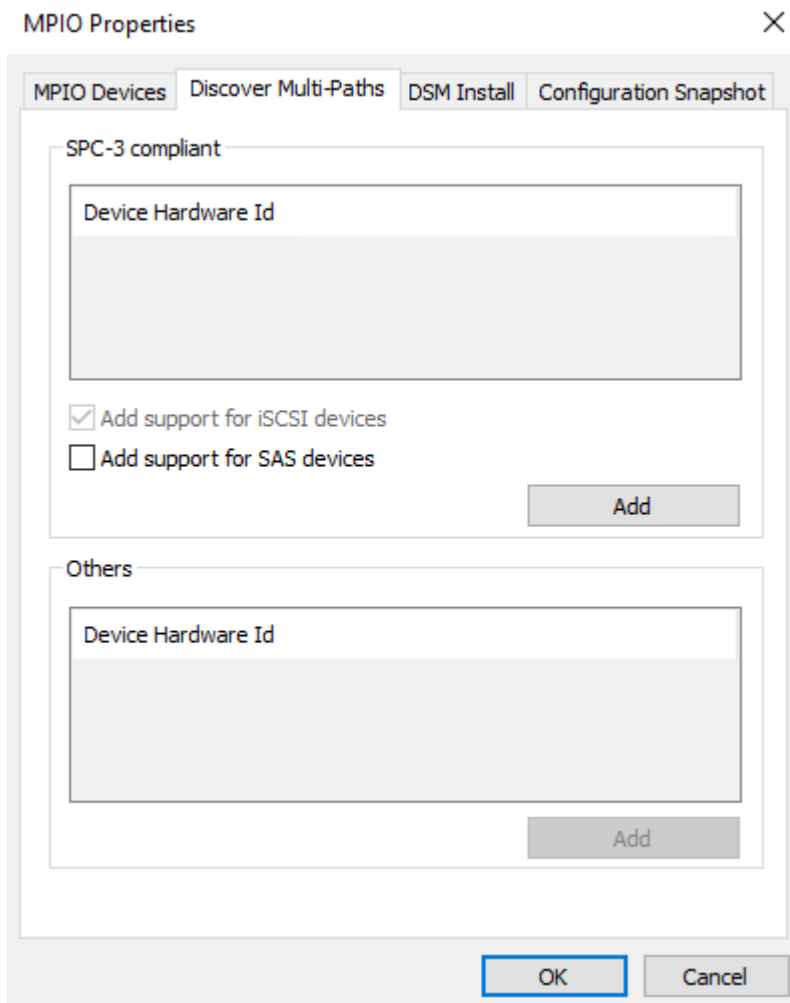 MPIO Properties
MPIO Devices Discover Multi-Paths DSM Install Configuration Snapshot
SPC-3 compliant
Device Hardware Id
Add support for iSCSI devices
Add support for SAS devices
Add
Others
Device Hardware Id
Add
OK Cancel